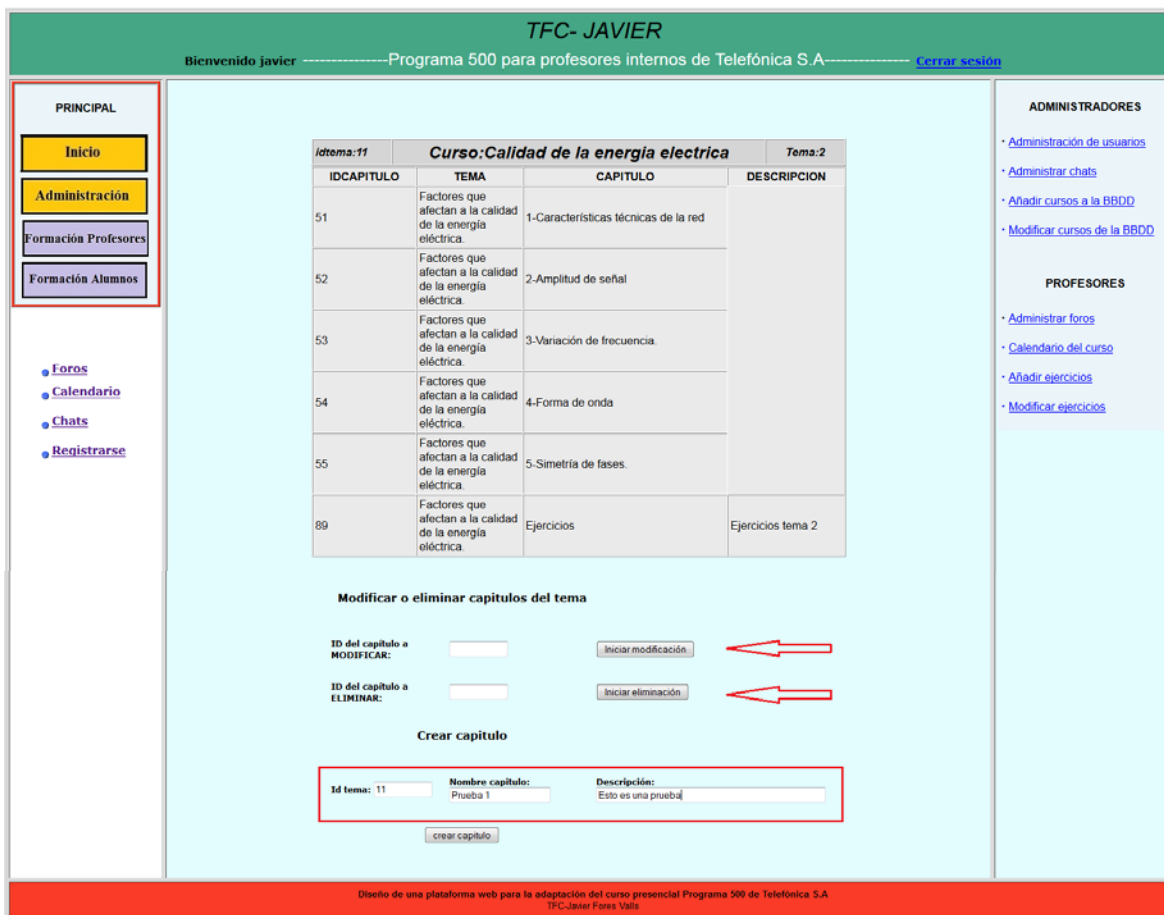 TFC- JAVIER
Bienvenido javier ---------------Programa 500 para profesores internos de Telefónica S.A--------------- Cerrar sesión
PRINCIPAL
Inicio
Administración
Formación Profesores
Formación Alumnos
Foros
Calendario
Chats
Registrarse
idtema:11 Curso:Calidad de la energia electrica Tema:2
IDCAPITULO TEMA CAPITULO DESCRIPCION
51 Factores que
afectan a la calidad
de la energía
eléctrica. 1-Características técnicas de la red
52 Factores que
afectan a la calidad
de la energía
eléctrica. 2-Amplitud de señal
53 Factores que
afectan a la calidad
de la energía
eléctrica. 3-Variación de frecuencia.
54 Factores que
afectan a la calidad
de la energía
eléctrica. 4-Forma de onda
55 Factores que
afectan a la calidad
de la energía
eléctrica. 5-Simetría de fases.
89 Factores que
afectan a la calidad
de la energía
eléctrica. Ejercicios Ejercicios tema 2
Modificar o eliminar capitulos del tema
ID del capítulo a
MODIFICAR: Iniciar modificación
ID del capítulo a
ELIMINAR: Iniciar eliminación
Crear capitulo
Id tema: 11 Nombre capitulo: Descripción:
Prueba 1 Esto es una prueba
crear capitulo
ADMINISTRADORES
· Administración de usuarios
· Administrar chats
· Añadir cursos a la BBDD
· Modificar cursos de la BBDD
PROFESORES
· Administrar foros
· Calendario del curso
· Añadir ejercicios
· Modificar ejercicios
Diseño de una plataforma web para la adaptación del curso presencial Programa 500 de Telefónica S.A
TFC-Javier Fores Valls